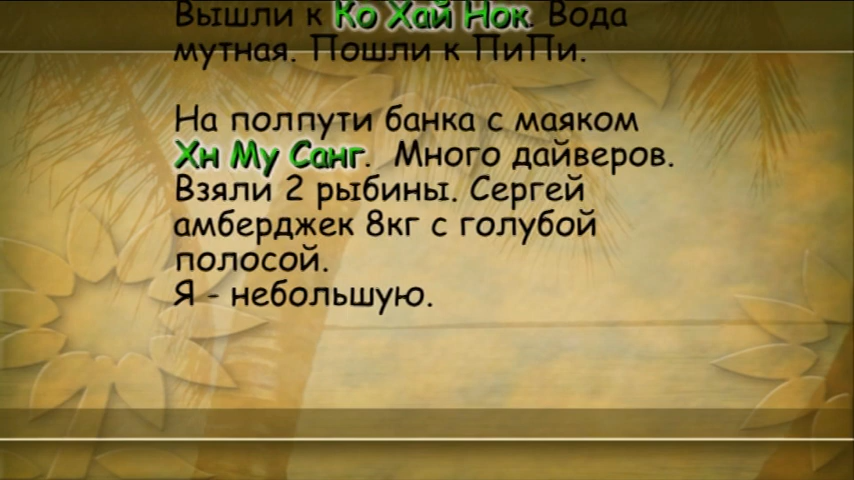 Вышли к Ко Хай Нок. Вода
мутная. Пошли к ПиПи.
На полпути банка с маяком
Хн Му Санг. Много дайверов.
Взяли 2 рыбины. Сергей
амберджек 8кг с голубой
полосой.
Я - небольшую.